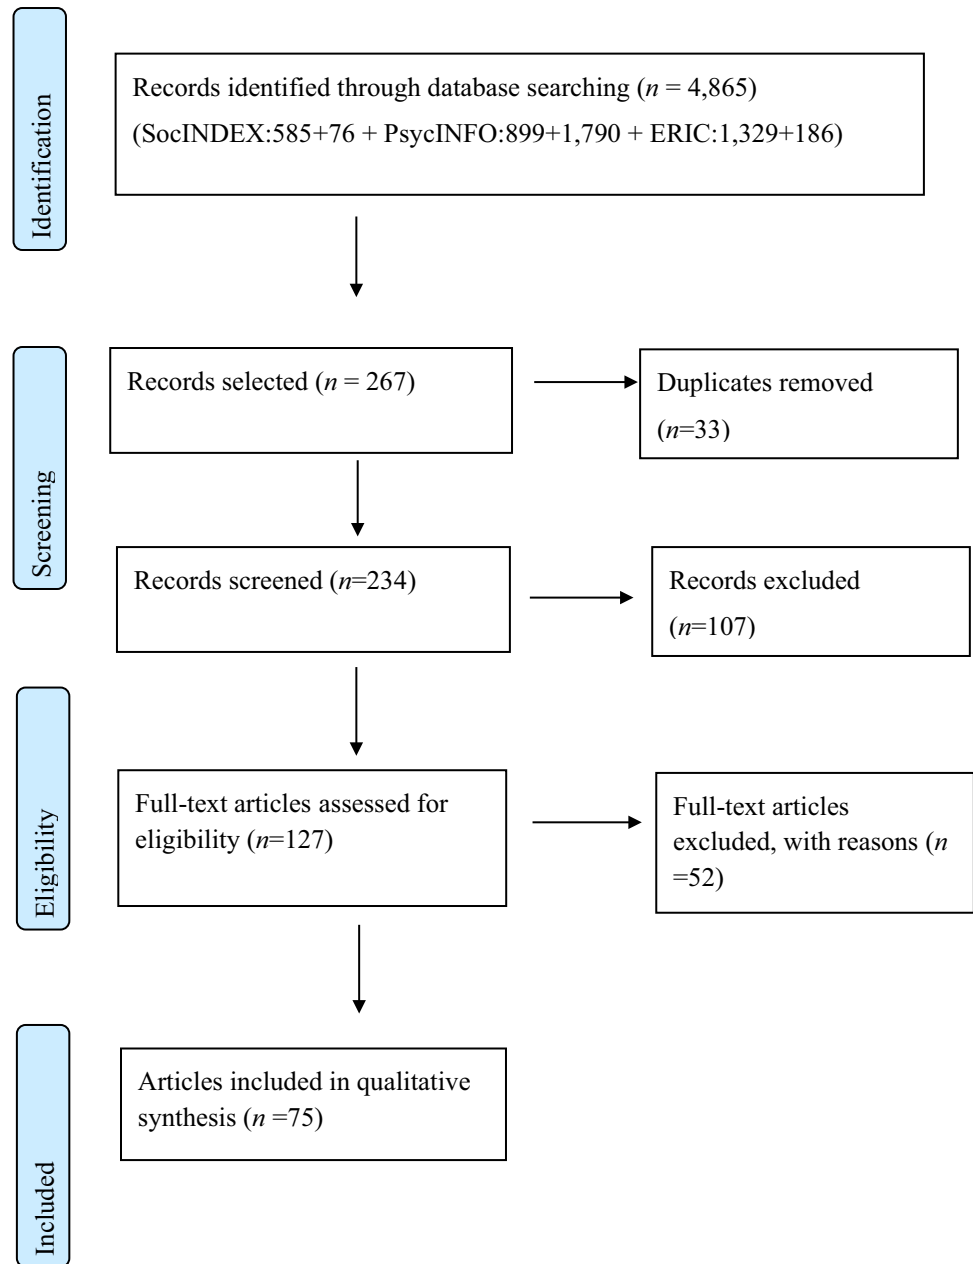 Identification
Records identified through database searching (n = 4,865)
(SocINDEX:585+76 + PsycINFO:899+1,790 + ERIC:1,329+186)
Screening
Records selected (n = 267)
Duplicates removed
(n=33)
Records screened (n=234)
Records excluded
(n=107)
Eligibility
Full-text articles assessed for
eligibility (n=127)
Full-text articles
excluded, with reasons (n
=52)
Included
Articles included in qualitative
synthesis (n =75)